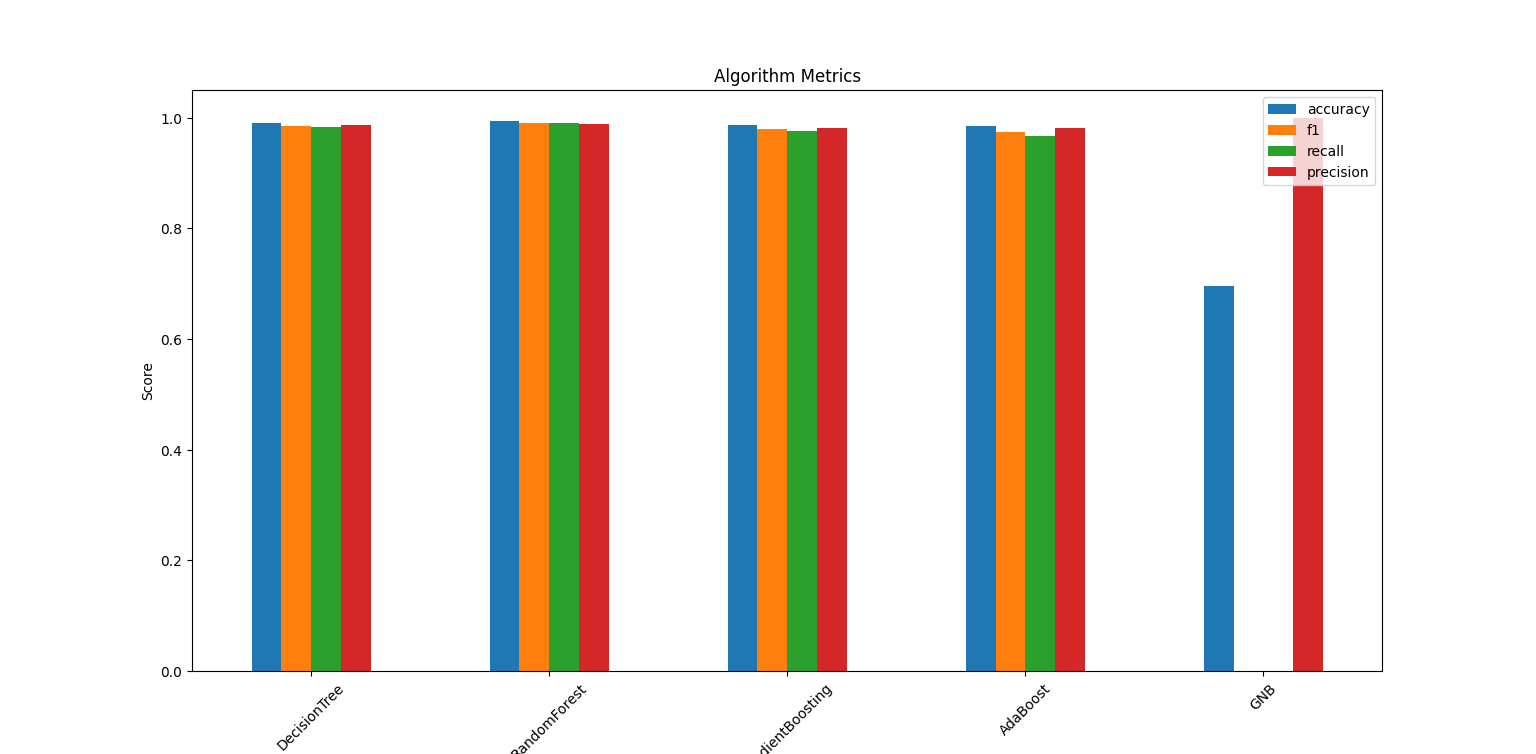 Algorithm Metrics
accuracy
f1
recall
precision
1.0
0.8
0.6
0.4
0.2
0.0
Score
DecisionTree
RandomForest
dientBoosting
AdaBoost
GNB